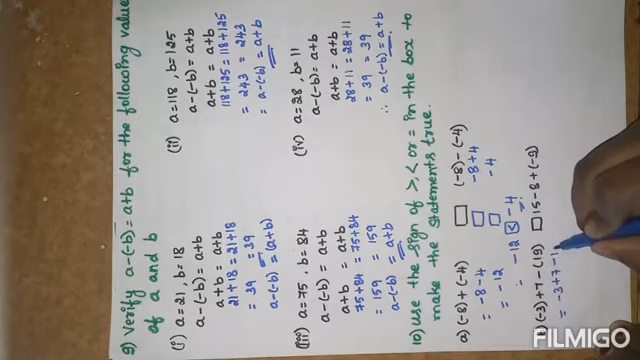 9) Verify a-(-b) = a+b for the following value
of a and b
(i) a=21, b=18
a-(-b) = a+b
a+b = a+b
21+18 = 21+18
= 39 = 39
a-(-b) = (a+b)
(ii) a=118, b=125
a-(-b) = a+b
a+b = a+b
118+125 = 118+125
= 243 = 243
= a-(-b) = a+b
(iii) a=75, b=84
a-(-b) = a+b
a+b = a+b
75+84 = 75+84
= 159 = 159
a-(-b) = a+b
(iv) a=28, b=11
a-(-b) = a+b
a+b = a+b
28+11 = 28+11
= 39 = 39
∴ a-(-b) = a+b
10) Use the sign of >, < or = in the box to
make the statements true.
a) (-8)+(-4) □ (-8)-(-4)
= -8-4 □ -8+4
= -12 □ -4
: -12 < -4
b) (-3)+7-(19) □ 15-8+(-9)
= -3+7-1
FILMIGO